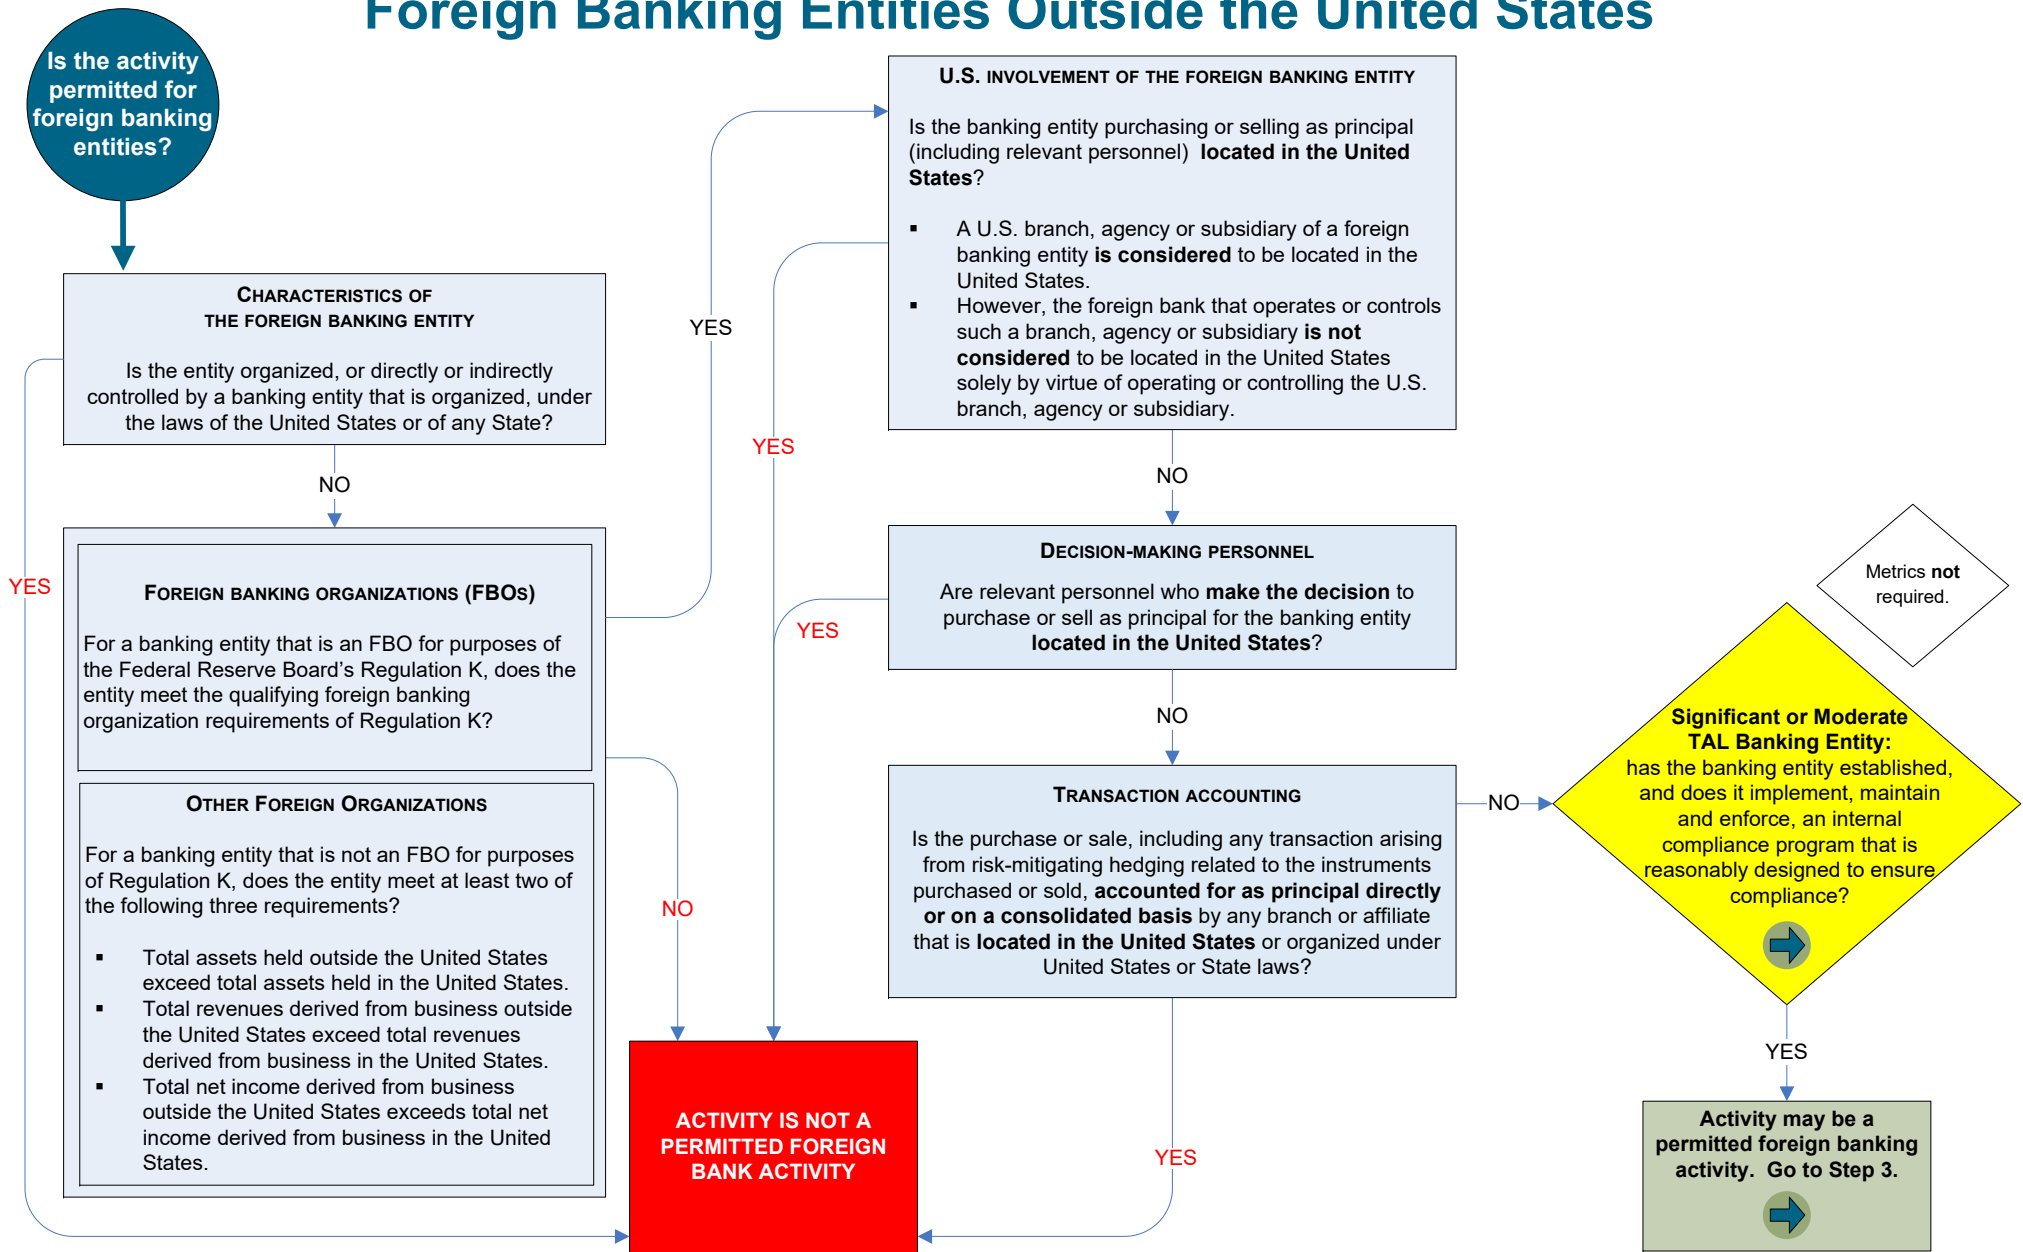 Foreign Banking Entities Outside the United States
Is the activity
permitted for
foreign banking
entities?
CHARACTERISTICS OF
THE FOREIGN BANKING ENTITY
Is the entity organized, or directly or indirectly
controlled by a banking entity that is organized, under
the laws of the United States or of any State?
YES
NO
FOREIGN BANKING ORGANIZATIONS (FBOS)
For a banking entity that is an FBO for purposes of
the Federal Reserve Board’s Regulation K, does the
entity meet the qualifying foreign banking
organization requirements of Regulation K?
OTHER FOREIGN ORGANIZATIONS
For a banking entity that is not an FBO for purposes
of Regulation K, does the entity meet at least two of
the following three requirements?
▪ Total assets held outside the United States
exceed total assets held in the United States.
▪ Total revenues derived from business outside
the United States exceed total revenues
derived from business in the United States.
▪ Total net income derived from business
outside the United States exceeds total net
income derived from business in the United
States.
YES
NO
U.S. INVOLVEMENT OF THE FOREIGN BANKING ENTITY
Is the banking entity purchasing or selling as principal
(including relevant personnel) located in the United
States?
▪ A U.S. branch, agency or subsidiary of a foreign
banking entity is considered to be located in the
United States.
▪ However, the foreign bank that operates or controls
such a branch, agency or subsidiary is not
considered to be located in the United States
solely by virtue of operating or controlling the U.S.
branch, agency or subsidiary.
YES
NO
DECISION-MAKING PERSONNEL
Are relevant personnel who make the decision to
purchase or sell as principal for the banking entity
located in the United States?
YES
NO
TRANSACTION ACCOUNTING
Is the purchase or sale, including any transaction arising
from risk-mitigating hedging related to the instruments
purchased or sold, accounted for as principal directly
or on a consolidated basis by any branch or affiliate
that is located in the United States or organized under
United States or State laws?
NO
YES
ACTIVITY IS NOT A
PERMITTED FOREIGN
BANK ACTIVITY
Metrics not
required.
Significant or Moderate
TAL Banking Entity:
has the banking entity established,
and does it implement, maintain
and enforce, an internal
compliance program that is
reasonably designed to ensure
compliance?
YES
Activity may be a
permitted foreign banking
activity. Go to Step 3.